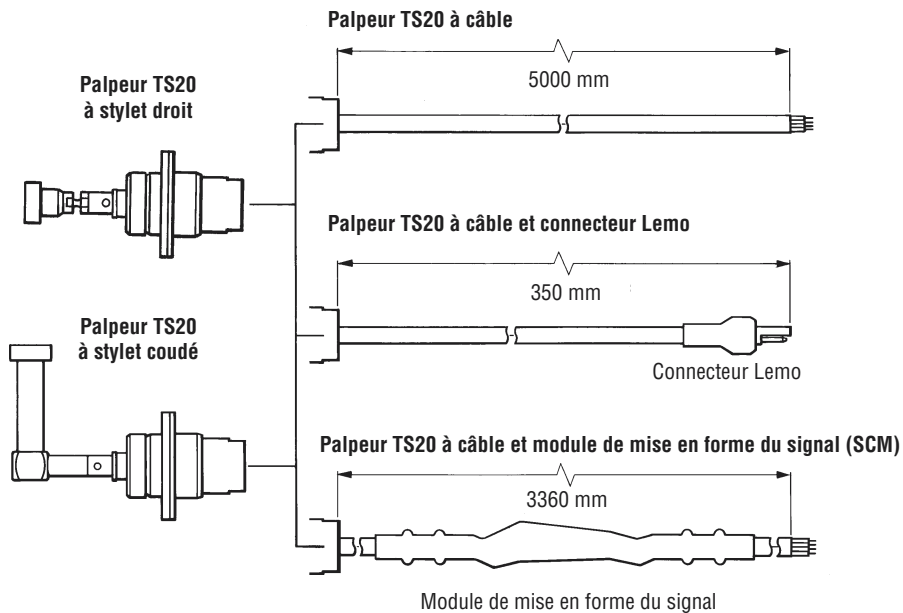 Palpeur TS20 à câble
5000 mm
Palpeur TS20
à stylet droit
Palpeur TS20 à câble et connecteur Lemo
350 mm
Palpeur TS20
à stylet coudé
Connecteur Lemo
Palpeur TS20 à câble et module de mise en forme du signal (SCM)
3360 mm
Module de mise en forme du signal